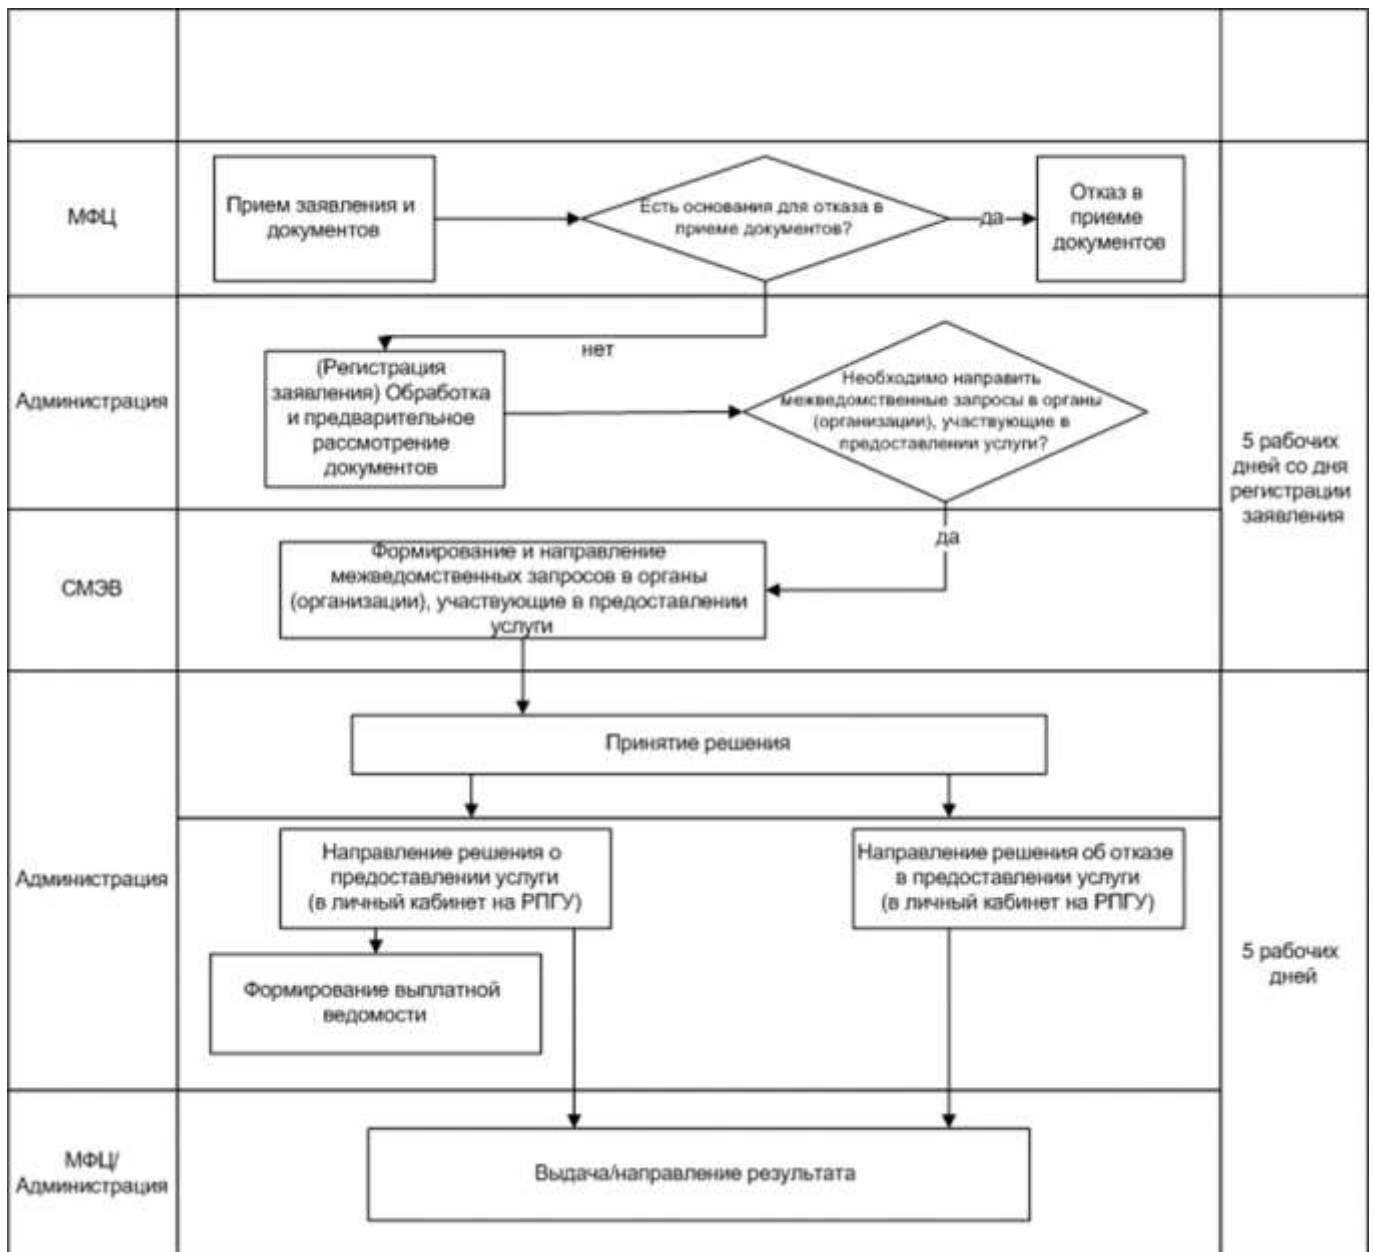 МФЦ
Прием заявления и
документов
Есть основания для отказа в
приеме документов?
да
Отказ в
приеме
документов
Администрация
нет
(Регистрация
заявления) Обработка
и предварительное
рассмотрение
документов
Необходимо направить
межведомственные запросы в органы
(организации), участвующие в
предоставлении услуги?
5 рабочих
дней со дня
регистрации
заявления
СМЭВ
да
Формирование и направление
межведомственных запросов в органы
(организации), участвующие в предоставлении
услуги
Принятие решения
Администрация
Направление решения о
предоставлении услуги
(в личный кабинет на РПГУ)
Направление решения об отказе
в предоставлении услуги
(в личный кабинет на РПГУ)
Формирование выплатной
ведомости
5 рабочих
дней
МФЦ/
Администрация
Выдача/направление результата